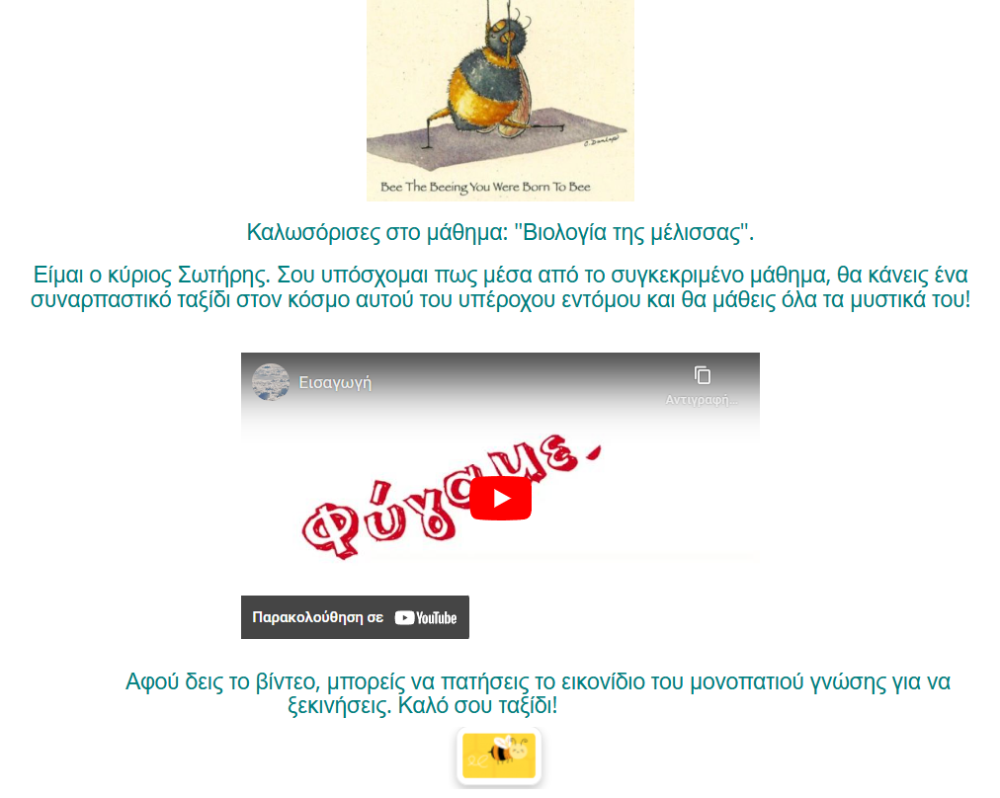 C. Dunlap
Bee The Beeing You Were Born To Bee
Καλωσόρισες στο μάθημα: "Βιολογία της μέλισσας".
Είμαι ο κύριος Σωτήρης. Σου υπόσχομαι πως μέσα από το συγκεκριμένο μάθημα, θα κάνεις ένα
συναρπαστικό ταξίδι στον κόσμο αυτού του υπέροχου εντόμου και θα μάθεις όλα τα μυστικά του!
Εισαγωγή
Αντιγραφή...
φύγαμε.
Παρακολούθηση σε YouTube
Αφού δεις το βίντεο, μπορείς να πατήσεις το εικονίδιο του μονοπατιού γνώσης για να
ξεκινήσεις. Καλό σου ταξίδι!